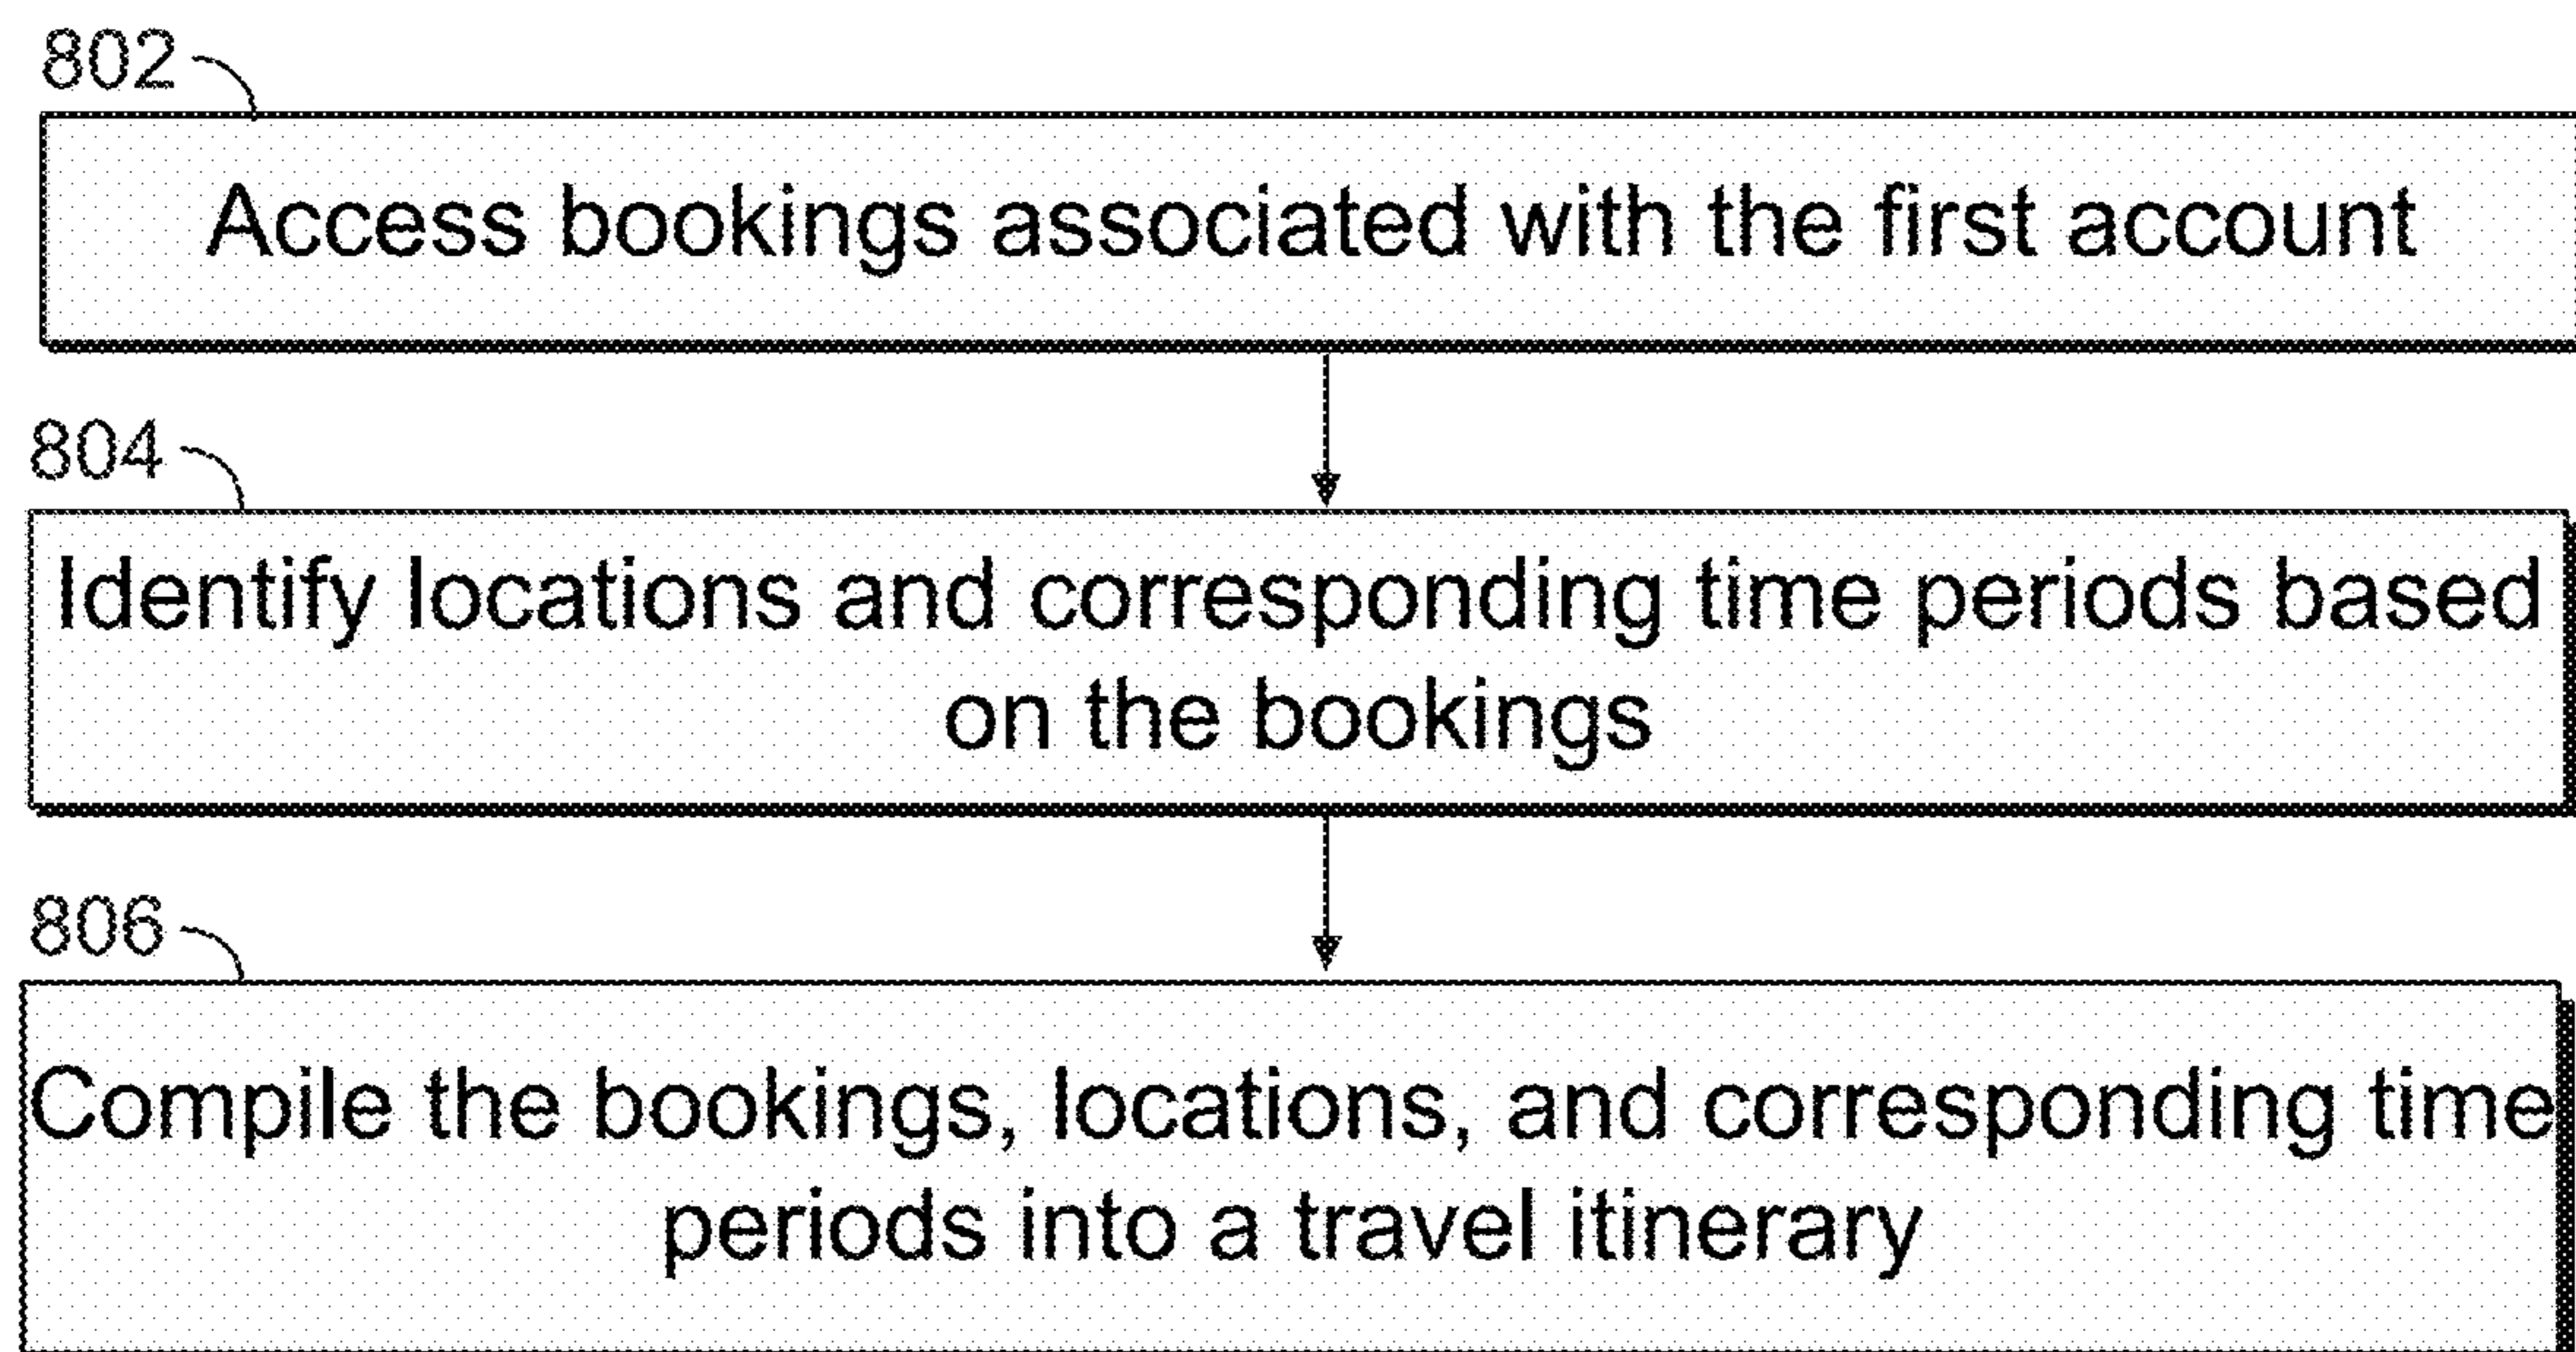 802
Access bookings associated with the first account
804
Identify locations and corresponding time periods based
on the bookings
806
Compile the bookings, locations, and corresponding time
periods into a travel itinerary